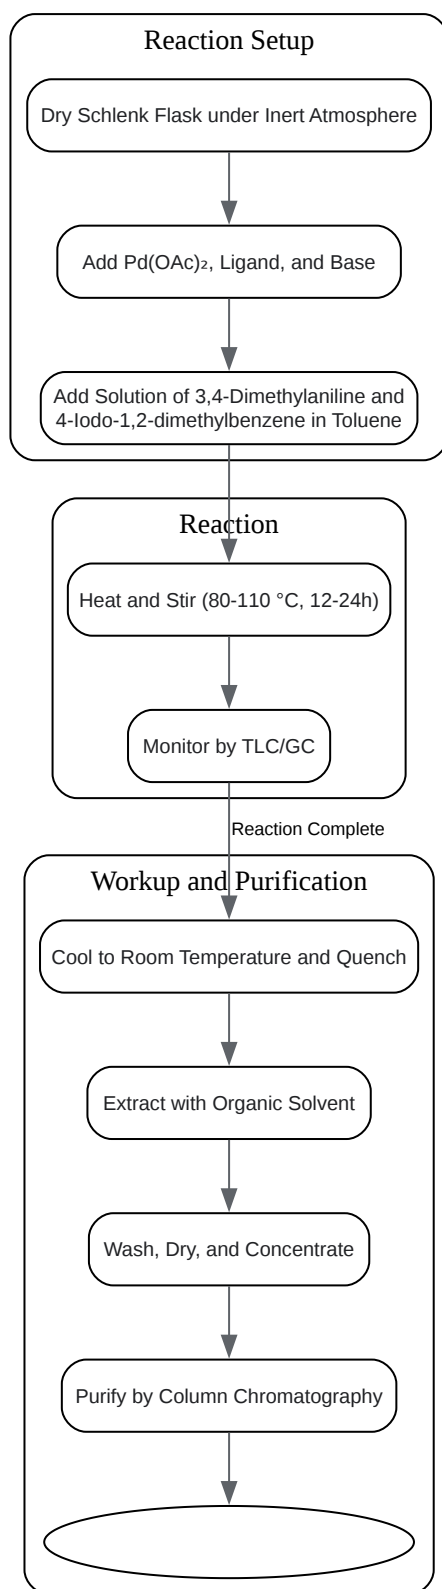 Reaction Setup
Dry Schlenk Flask under Inert Atmosphere
Add Pd(OAc)₂, Ligand, and Base
Add Solution of 3,4-Dimethylaniline and
4-Iodo-1,2-dimethylbenzene in Toluene
Reaction
Heat and Stir (80-110 °C, 12-24h)
Monitor by TLC/GC
Reaction Complete
Workup and Purification
Cool to Room Temperature and Quench
Extract with Organic Solvent
Wash, Dry, and Concentrate
Purify by Column Chromatography